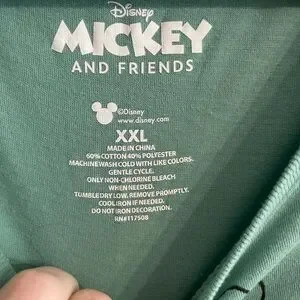 Disney
MICKEY
AND FRIENDS
©Disney
www.disney.com
XXL
MADE IN CHINA
60% COTTON 40% POLYESTER
MACHINE WASH COLD WITH LIKE COLORS.
GENTLE CYCLE.
ONLY NON-CHLORINE BLEACH
WHEN NEEDED.
TUMBLE DRY LOW. REMOVE PROMPTLY.
COOL IRON IF NEEDED.
DO NOT IRON DECORATION.
RN#117508